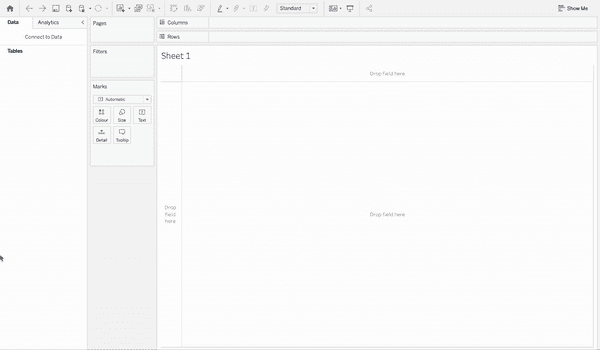 Standard
Show Me
Data
Analytics
Pages
Columns
Connect to Data
Rows
Tables
Filters
Sheet 1
Drop field here
Marks
Automatic
Colour
Size
Text
Detail
Tooltip
Drop
field
here
Drop field here